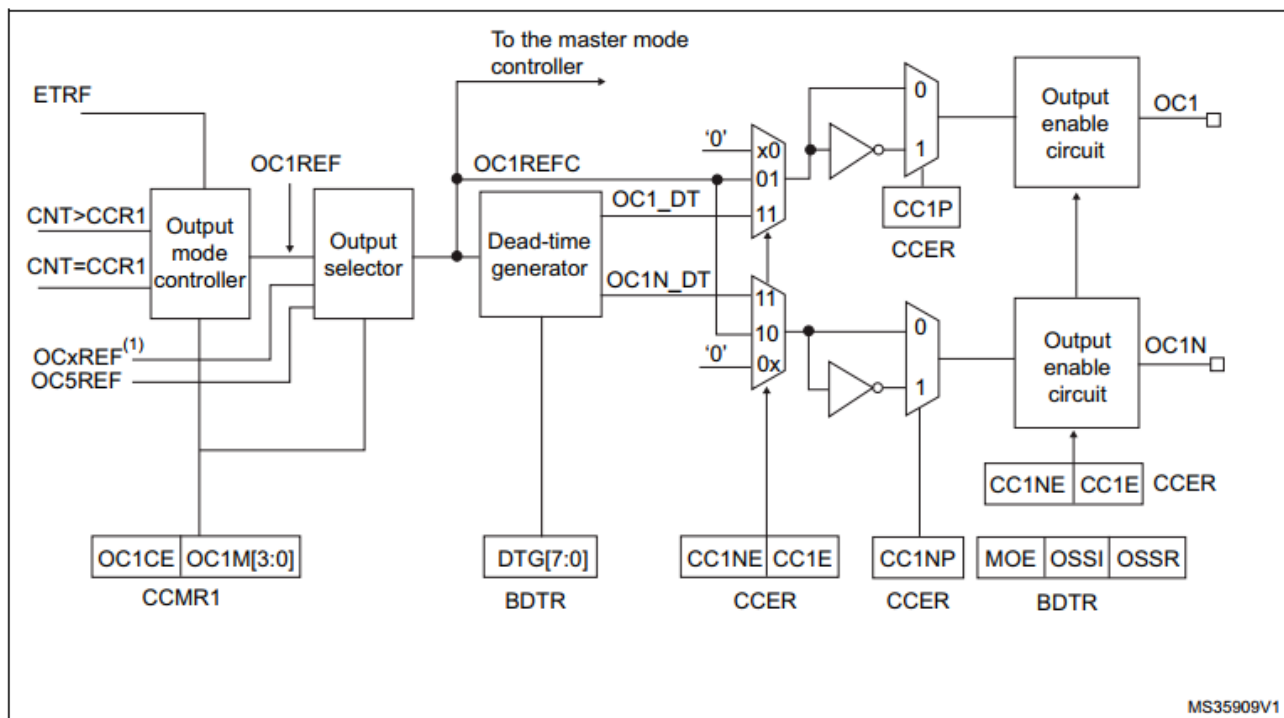 To the master mode
controller
ETRF
OC1REF
CNT>CCR1
CNT=CCR1
Output
mode
controller
OCxREF(1)
OC5REF
Output
selector
OC1REFC
Dead-time
generator
OC1_DT
OC1N_DT
‘0’
x0
01
11
11
10
‘0’
0x
0
1
CC1P
CCER
0
1
Output
enable
circuit
OC1
Output
enable
circuit
OC1N
CC1NE CC1E CCER
OC1CE OC1M[3:0]
CCMR1
DTG[7:0]
BDTR
CC1NE CC1E
CCER
CC1NP
CCER
MOE OSSI OSSR
BDTR
MS35909V1